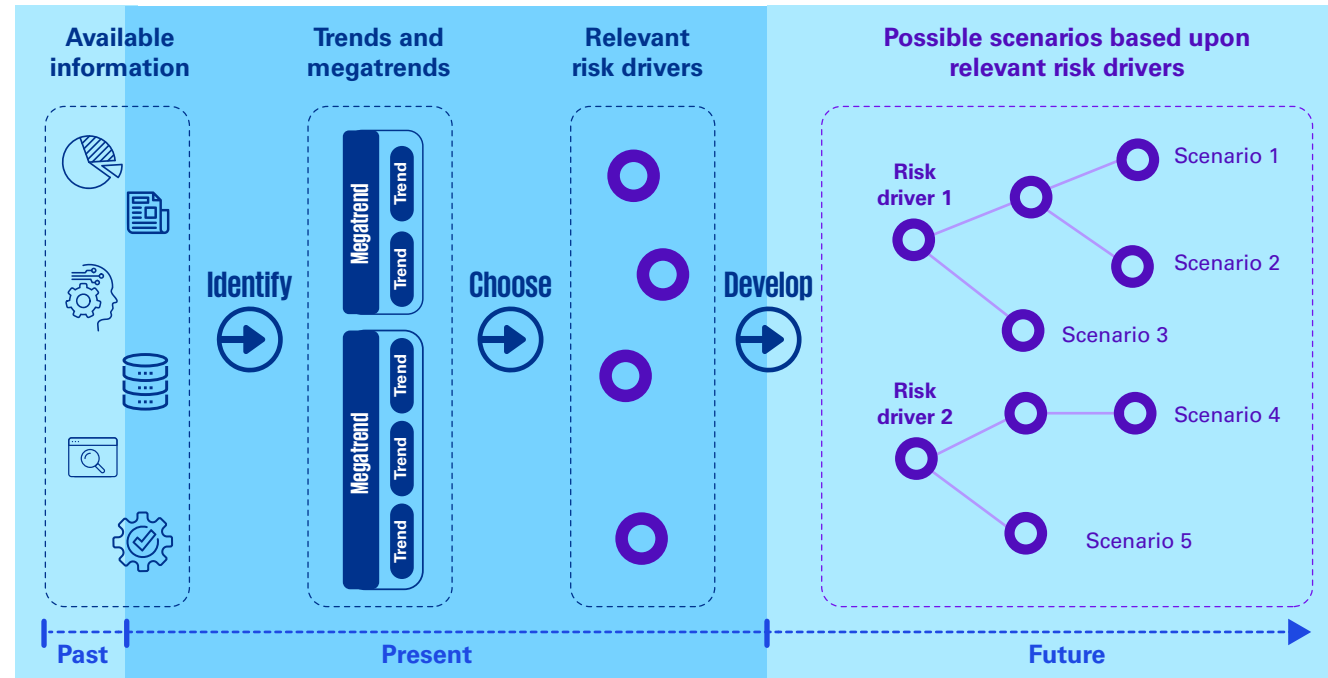 Available
information
Trends and
megatrends
Relevant
risk drivers
Possible scenarios based upon
relevant risk drivers
Identify
Megatrend
Trend
Trend
Megatrend
Trend
Trend
Trend
Choose
Develop
Risk
driver 1
Scenario 1
Scenario 2
Scenario 3
Risk
driver 2
Scenario 4
Scenario 5
Past
Present
Future